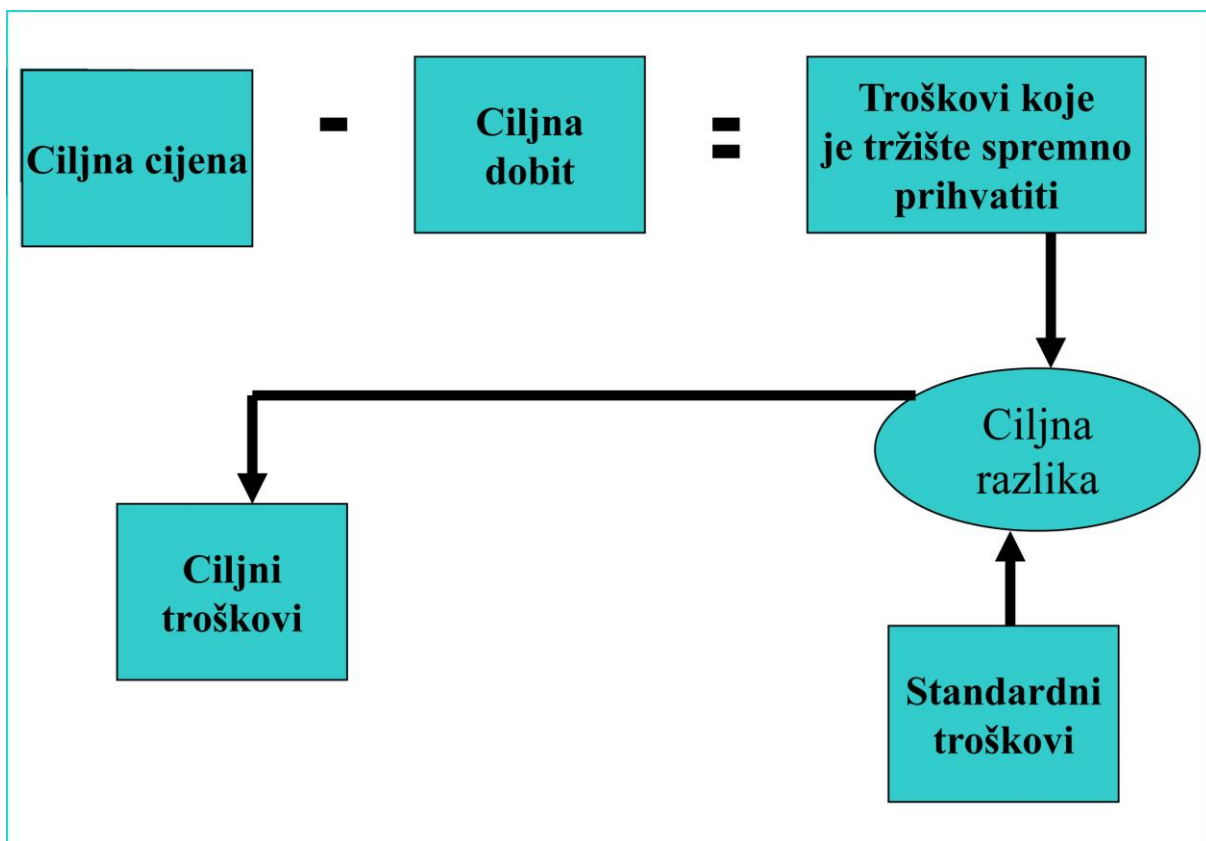 Ciljna cijena
-
Ciljna
dobit
=
Troškovi koje
je tržište spremno
prihvatiti
Ciljna
razlika
Ciljni
troškovi
Standardni
troškovi